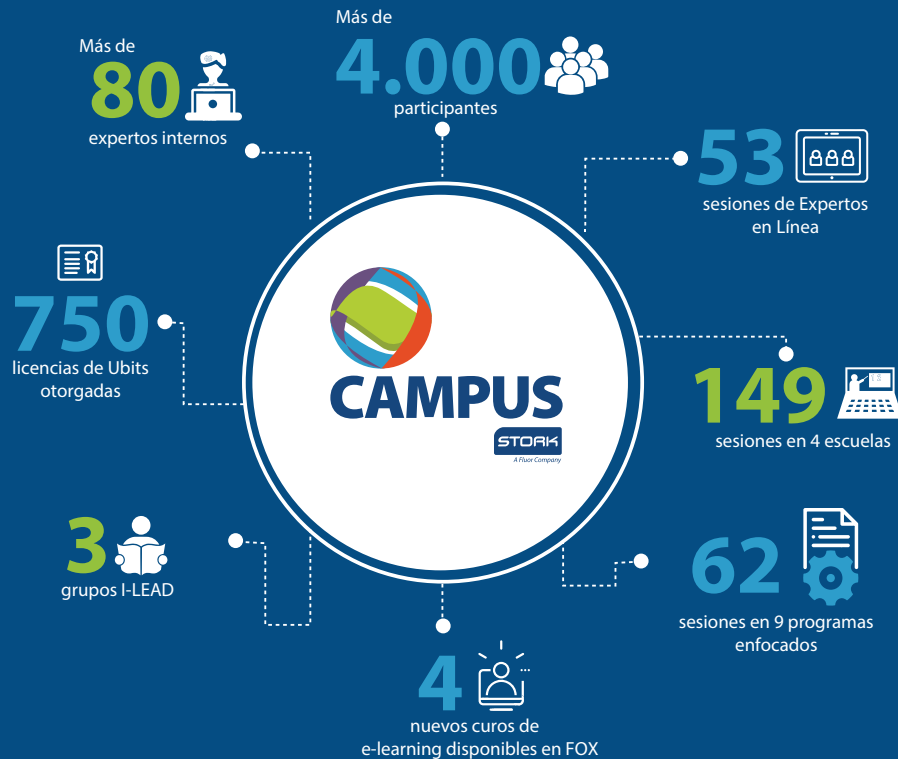 Más de
80
expertos internos
Más de
4.000
participantes
53
sesiones de Expertos
en Línea
750
licencias de Ubits
otorgadas
CAMPUS
STORK
A Fluor Company
149
sesiones en 4 escuelas
3
grupos I-LEAD
62
sesiones en 9 programas
enfocados
4
nuevos curos de
e-learning disponibles en FOX